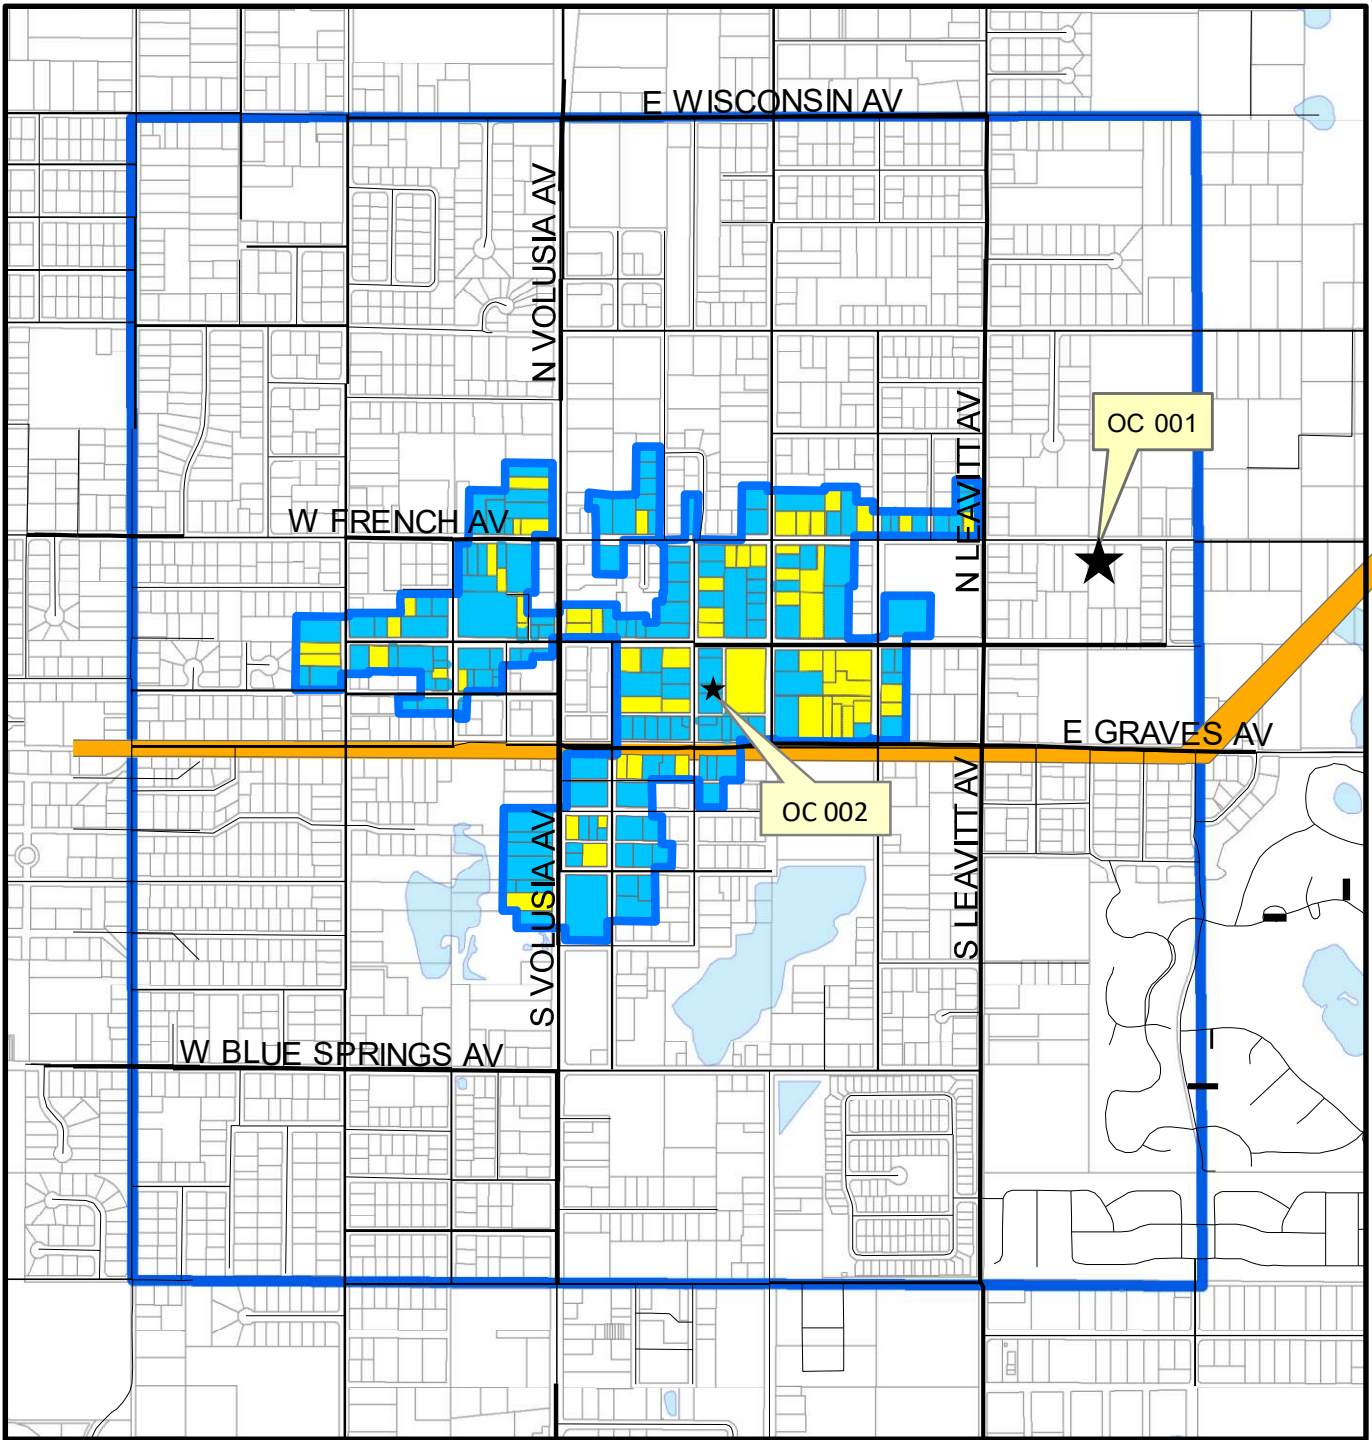 E WISCONSIN AV
N VOLUSIA AV
N LEAVITT AV
OC 001
W FRENCH AV
E GRAVES AV
OC 002
S VOLUSIA AV
S LEAVITT AV
W BLUE SPRINGS AV